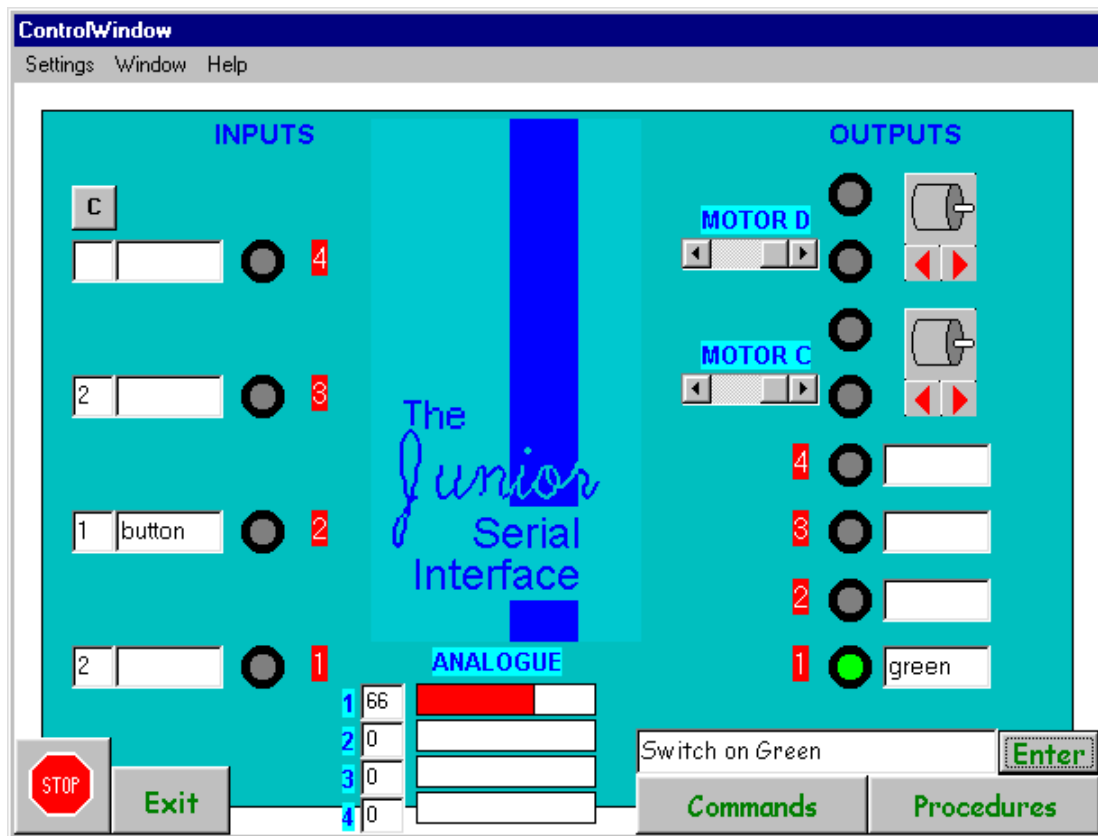 ControlWindow
Settings Window Help
INPUTS
OUTPUTS
C
MOTOR D
4
2
3
MOTOR C
The
Junior
Serial
Interface
4
3
1 button
2
2
2
1
ANALOGUE
1
green
1 66
2 0
3 0
4 0
Switch on Green
Enter
STOP
Exit
Commands
Procedures